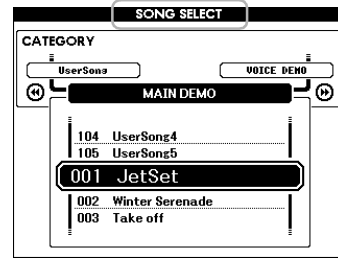 SONG SELECT
CATEGORY
UserSong VOICE DEMO
MAIN DEMO
104 UserSong4
105 UserSong5
001 JetSet
002 Winter Serenade
003 Take off